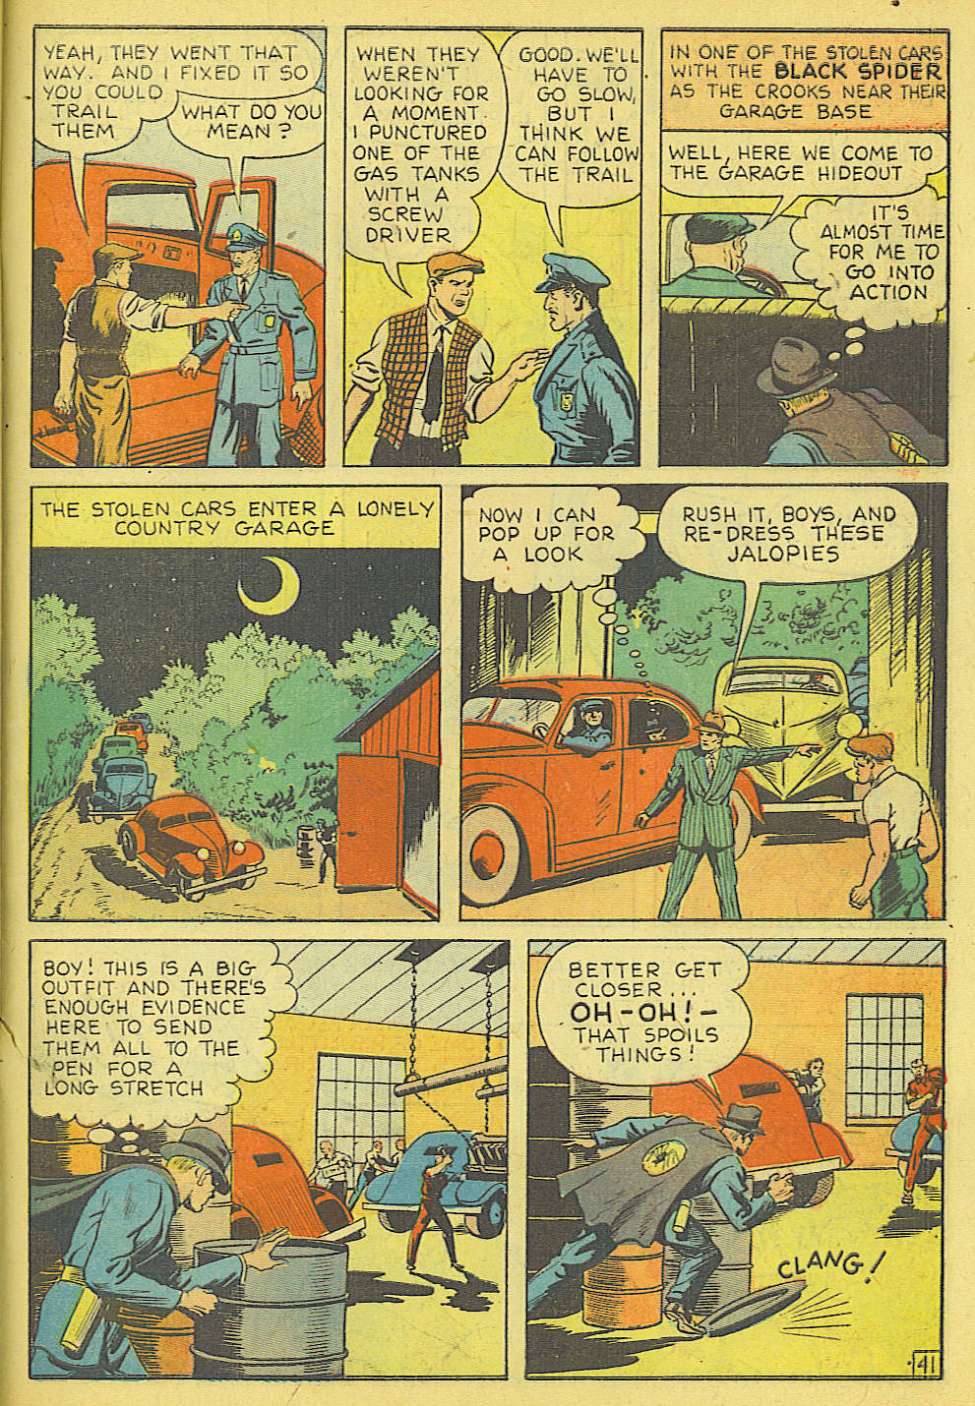 YEAH, THEY WENT THAT
WAY. AND I FIXED IT SO
YOU COULD
TRAIL
THEM
WHAT DO YOU
MEAN?
WHEN THEY
WEREN'T
LOOKING FOR
A MOMENT
I PUNCTURED
ONE OF THE
GAS TANKS
WITH A
SCREW
DRIVER
GOOD. WE'LL
HAVE TO
GO SLOW,
BUT I
THINK WE
CAN FOLLOW
THE TRAIL
IN ONE OF THE STOLEN CARS
WITH THE BLACK SPIDER
AS THE CROOKS NEAR THEIR
GARAGE BASE
WELL, HERE WE COME TO
THE GARAGE HIDEOUT
IT'S
ALMOST TIME
FOR ME TO
GO INTO
ACTION
THE STOLEN CARS ENTER A LONELY
COUNTRY GARAGE
NOW I CAN
POP UP FOR
A LOOK
RUSH IT, BOYS, AND
RE-DRESS THESE
JALOPIES
BOY! THIS IS A BIG
OUTFIT AND THERE'S
ENOUGH EVIDENCE
HERE TO SEND
THEM ALL TO THE
PEN FOR A
LONG STRETCH
BETTER GET
CLOSER...
OH-OH!-
THAT SPOILS
THINGS!
CLANG!
41